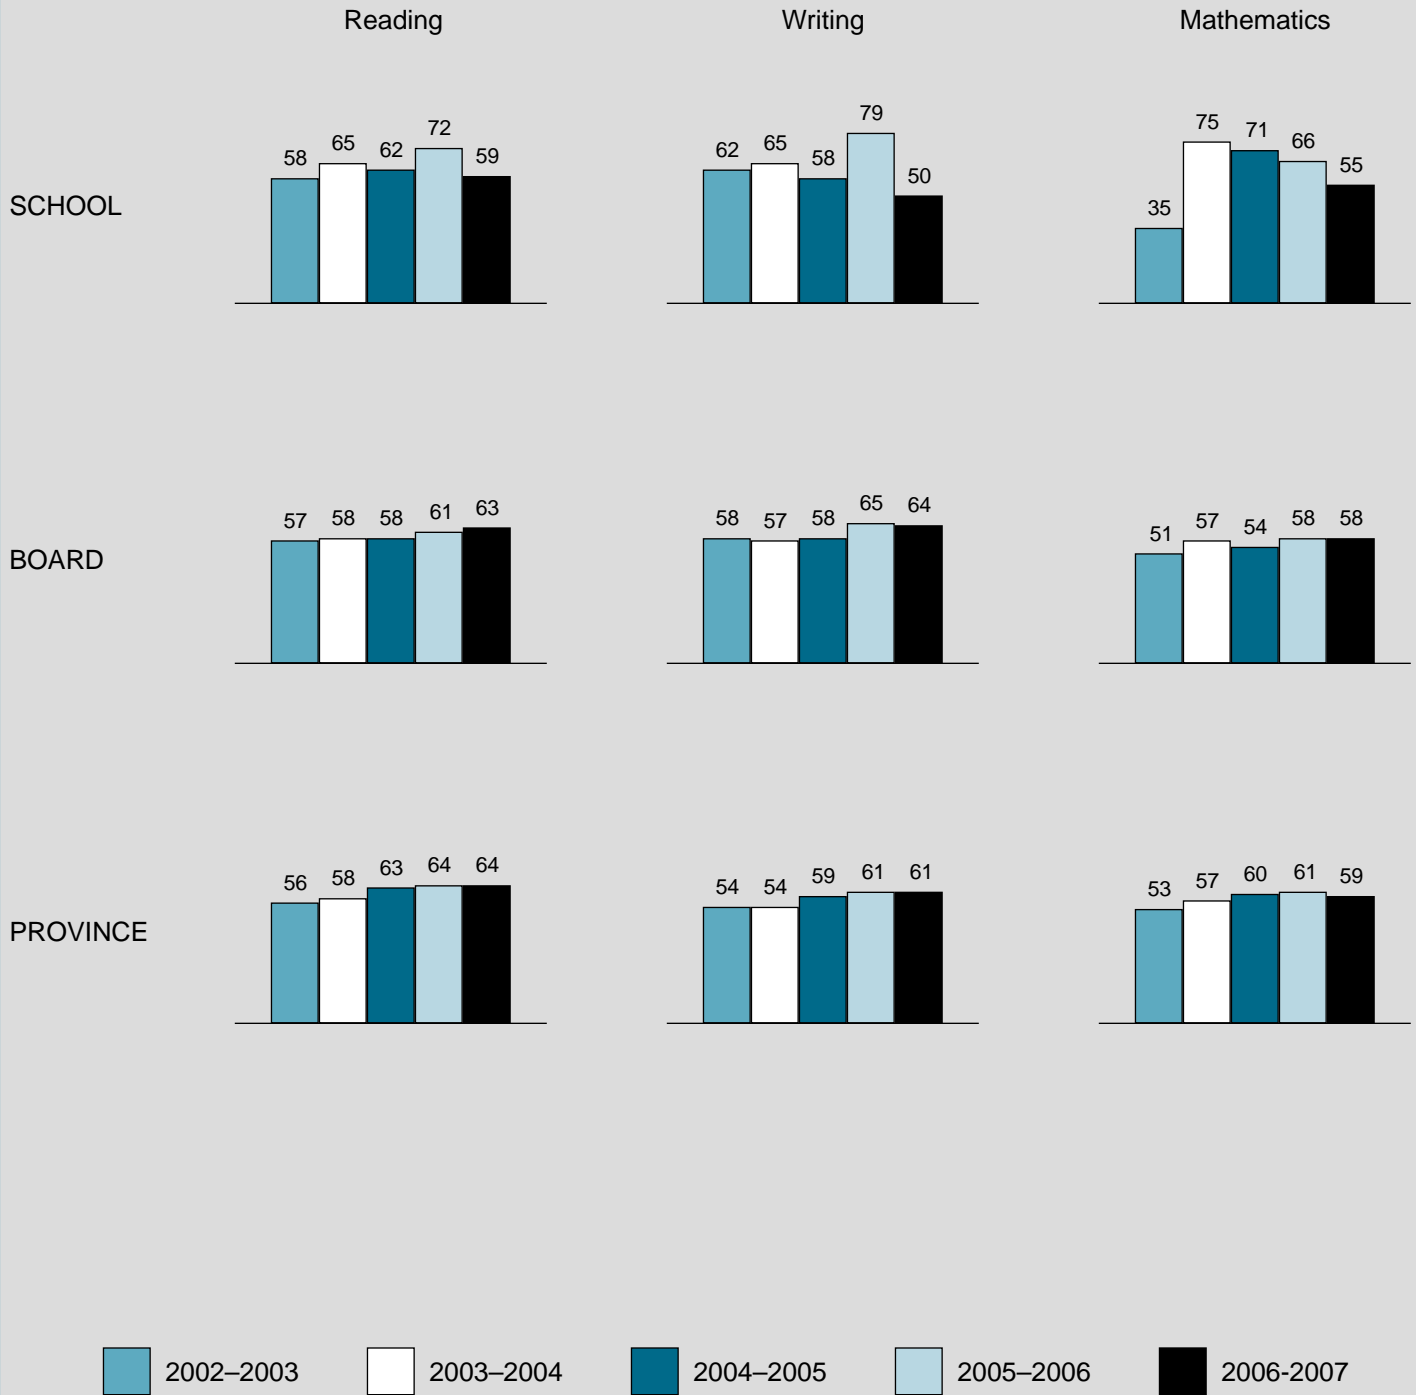 Reading Writing Mathematics
SCHOOL
58 65 62 72 59
62 65 58 79 50
35 75 71 66 55
BOARD
57 58 58 61 63
58 57 58 65 64
51 57 54 58 58
PROVINCE
56 58 63 64 64
54 54 59 61 61
53 57 60 61 59
2002–2003 2003–2004 2004–2005 2005–2006 2006-2007